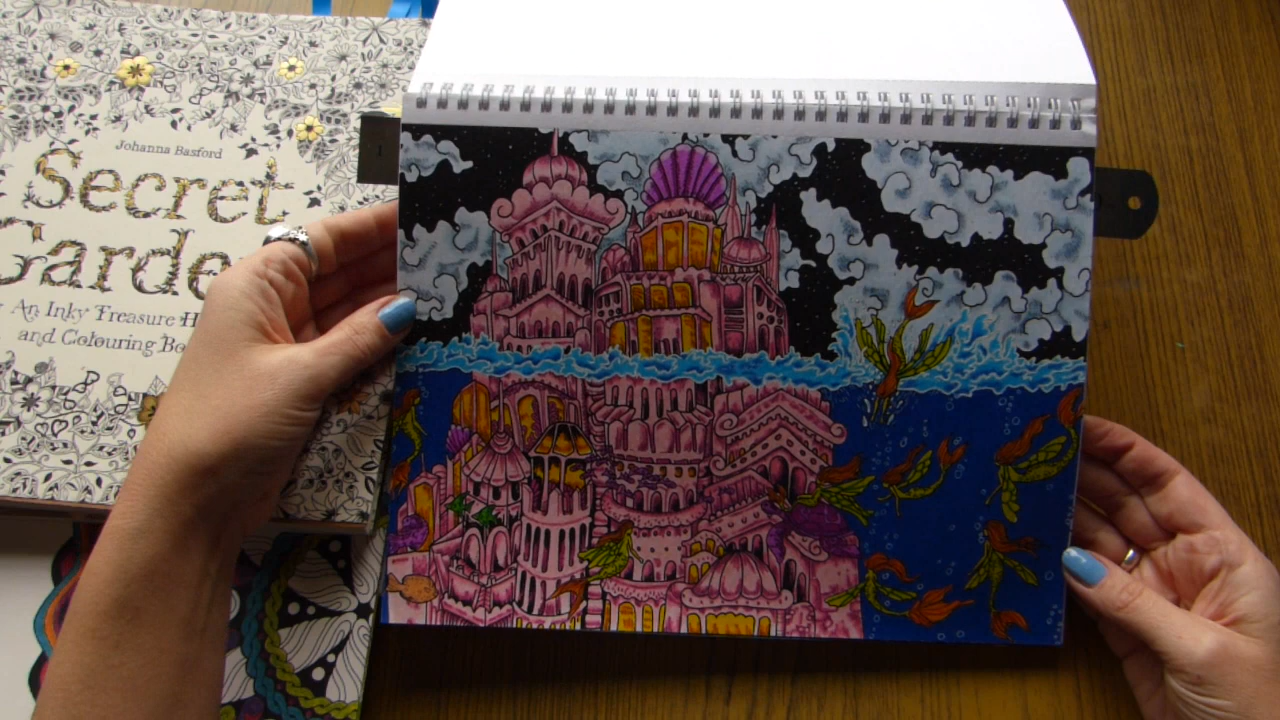 Johanna Basford
Secret
Garde
An Inky Treasure H
and Colouring Bo